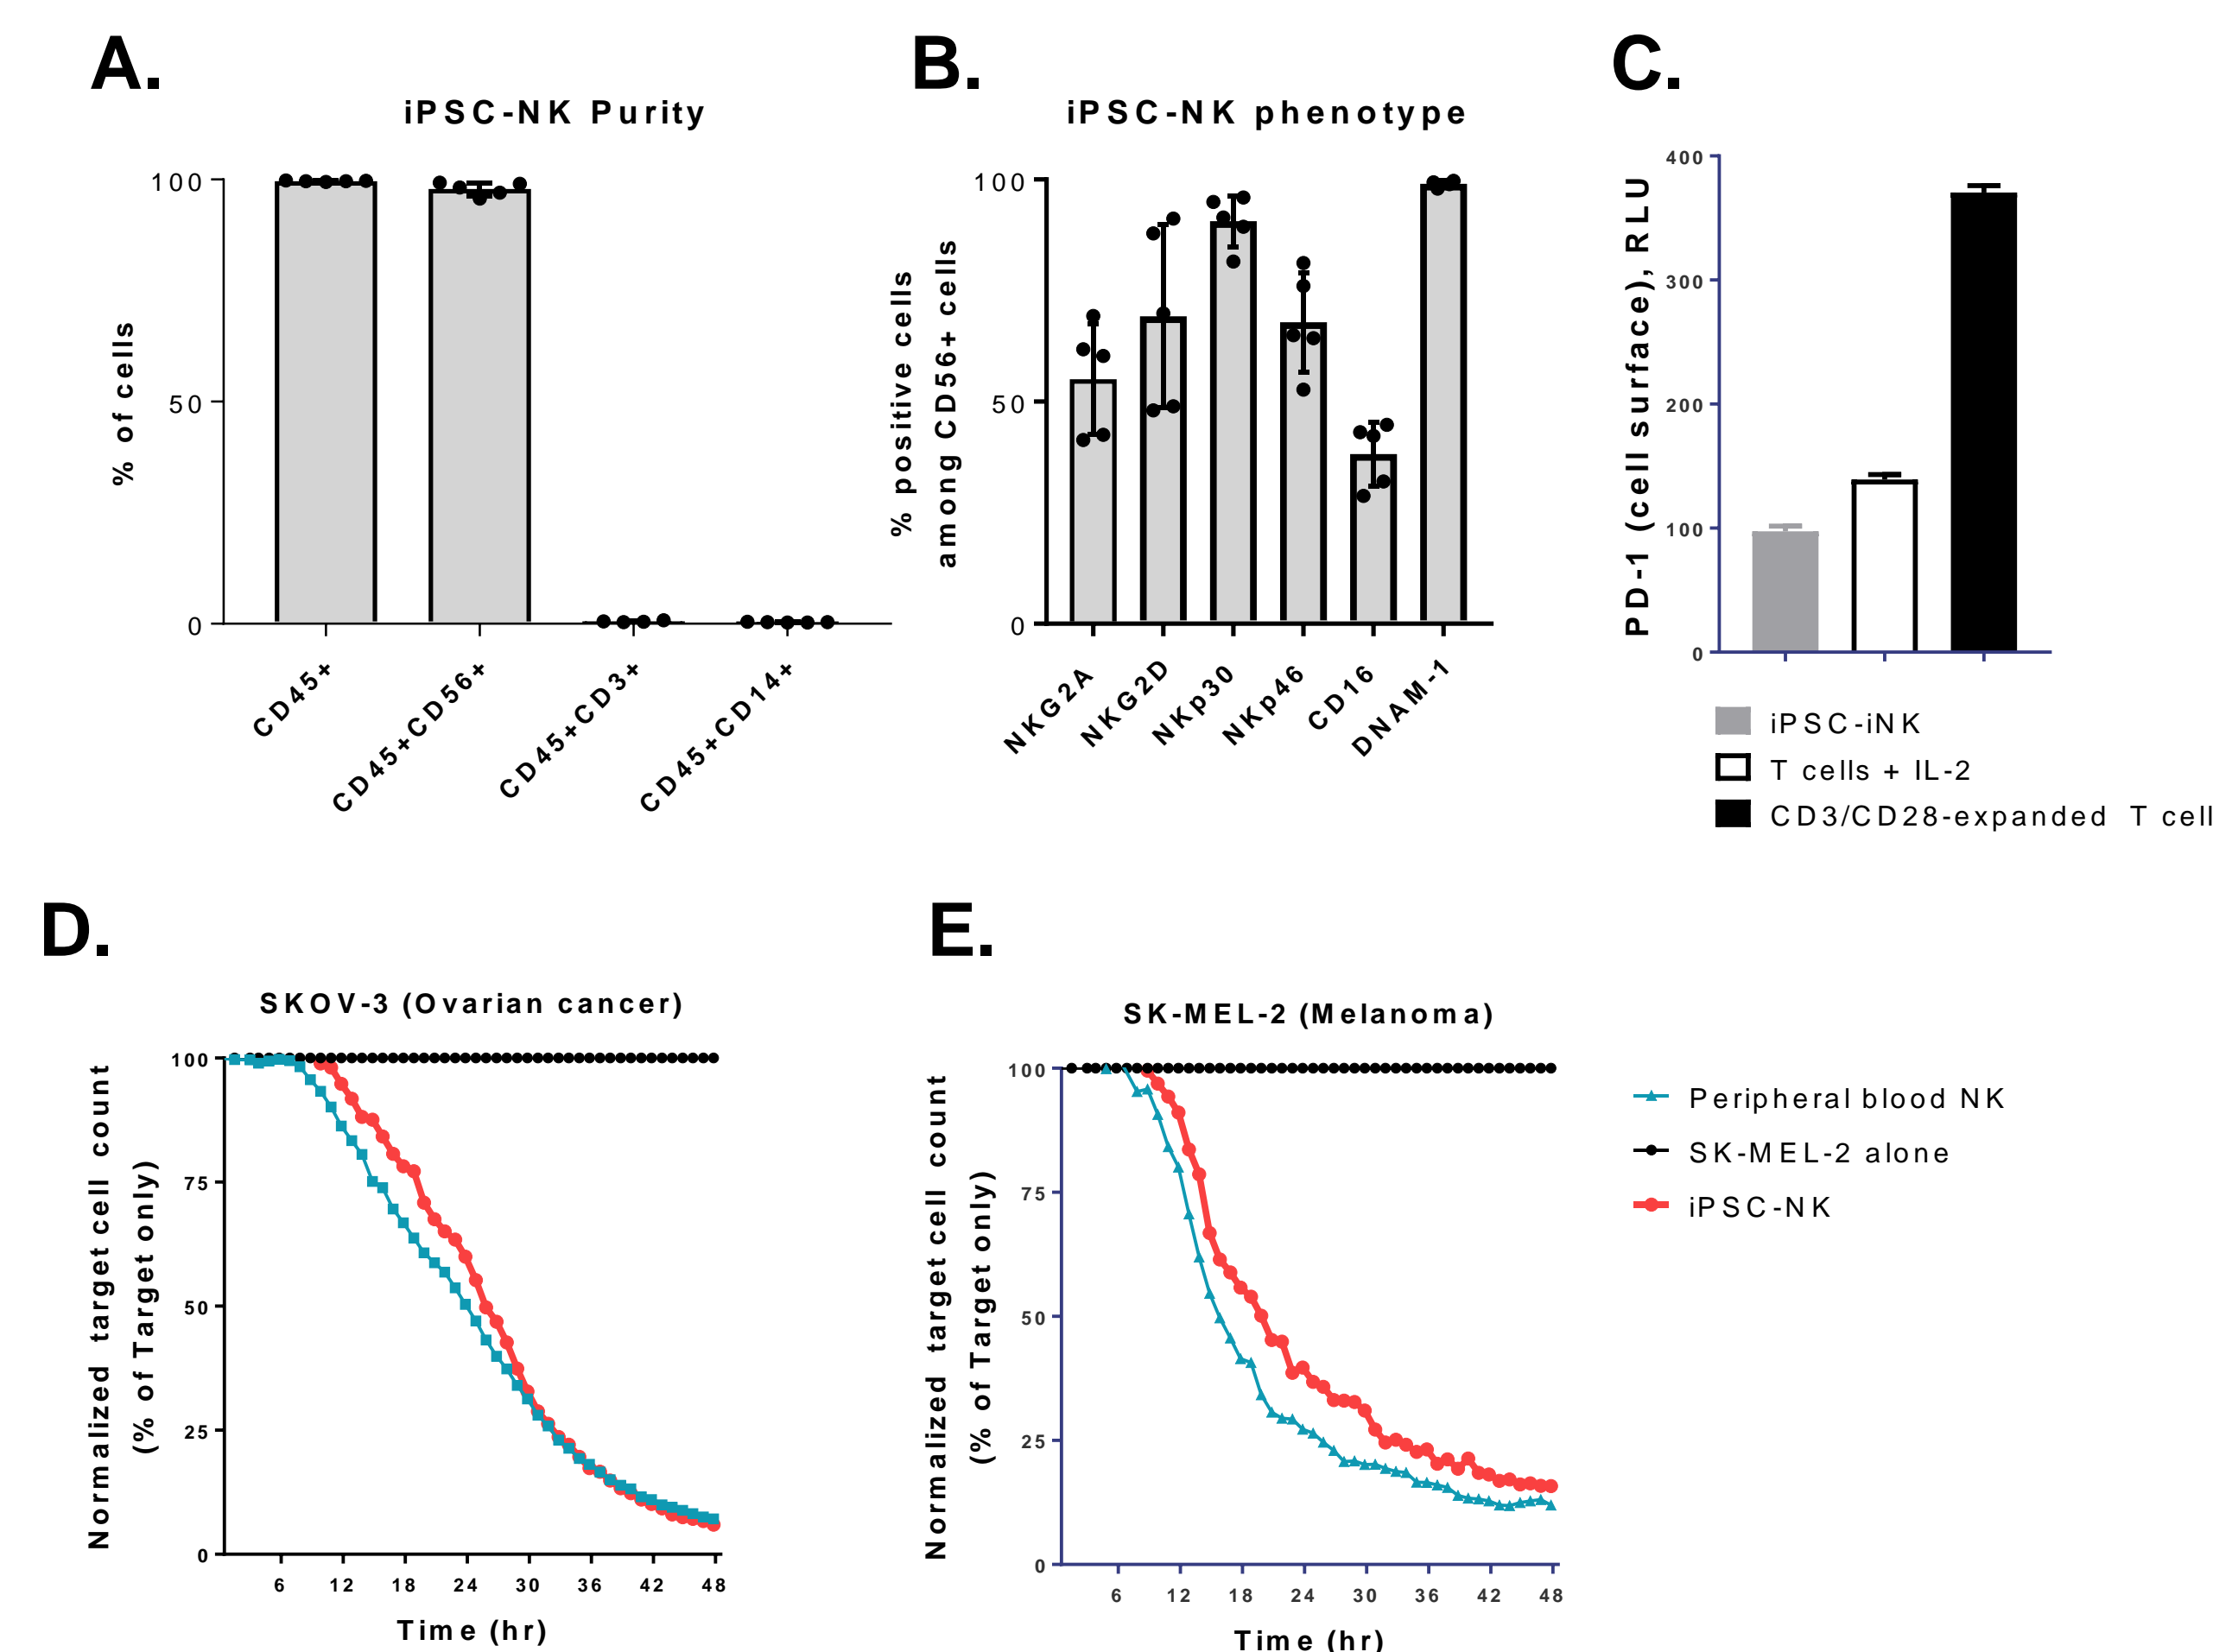 A.
iPSC-NK Purity
% of cells
100
50
0
CD45+
CD45+CD56+
CD45+CD3+
CD45+CD14+
B.
iPSC-NK phenotype
% positive cells
among CD56+ cells
100
50
0
NKG2A
NKG2D
NKp30
NKp46
CD16
DNAM-1
C.
PD-1 (cell surface), RLU
400
300
200
100
0
iPSC-iNK
T cells + IL-2
CD3/CD28-expanded T cell
D.
SKOV-3 (Ovarian cancer)
Normalized target cell count
(% of Target only)
100
75
50
25
0
6 12 18 24 30 36 42 48
Time (hr)
E.
SK-MEL-2 (Melanoma)
Normalized target cell count
(% of Target only)
100
75
50
25
0
6 12 18 24 30 36 42 48
Time (hr)
Peripheral blood NK
SK-MEL-2 alone
iPSC-NK